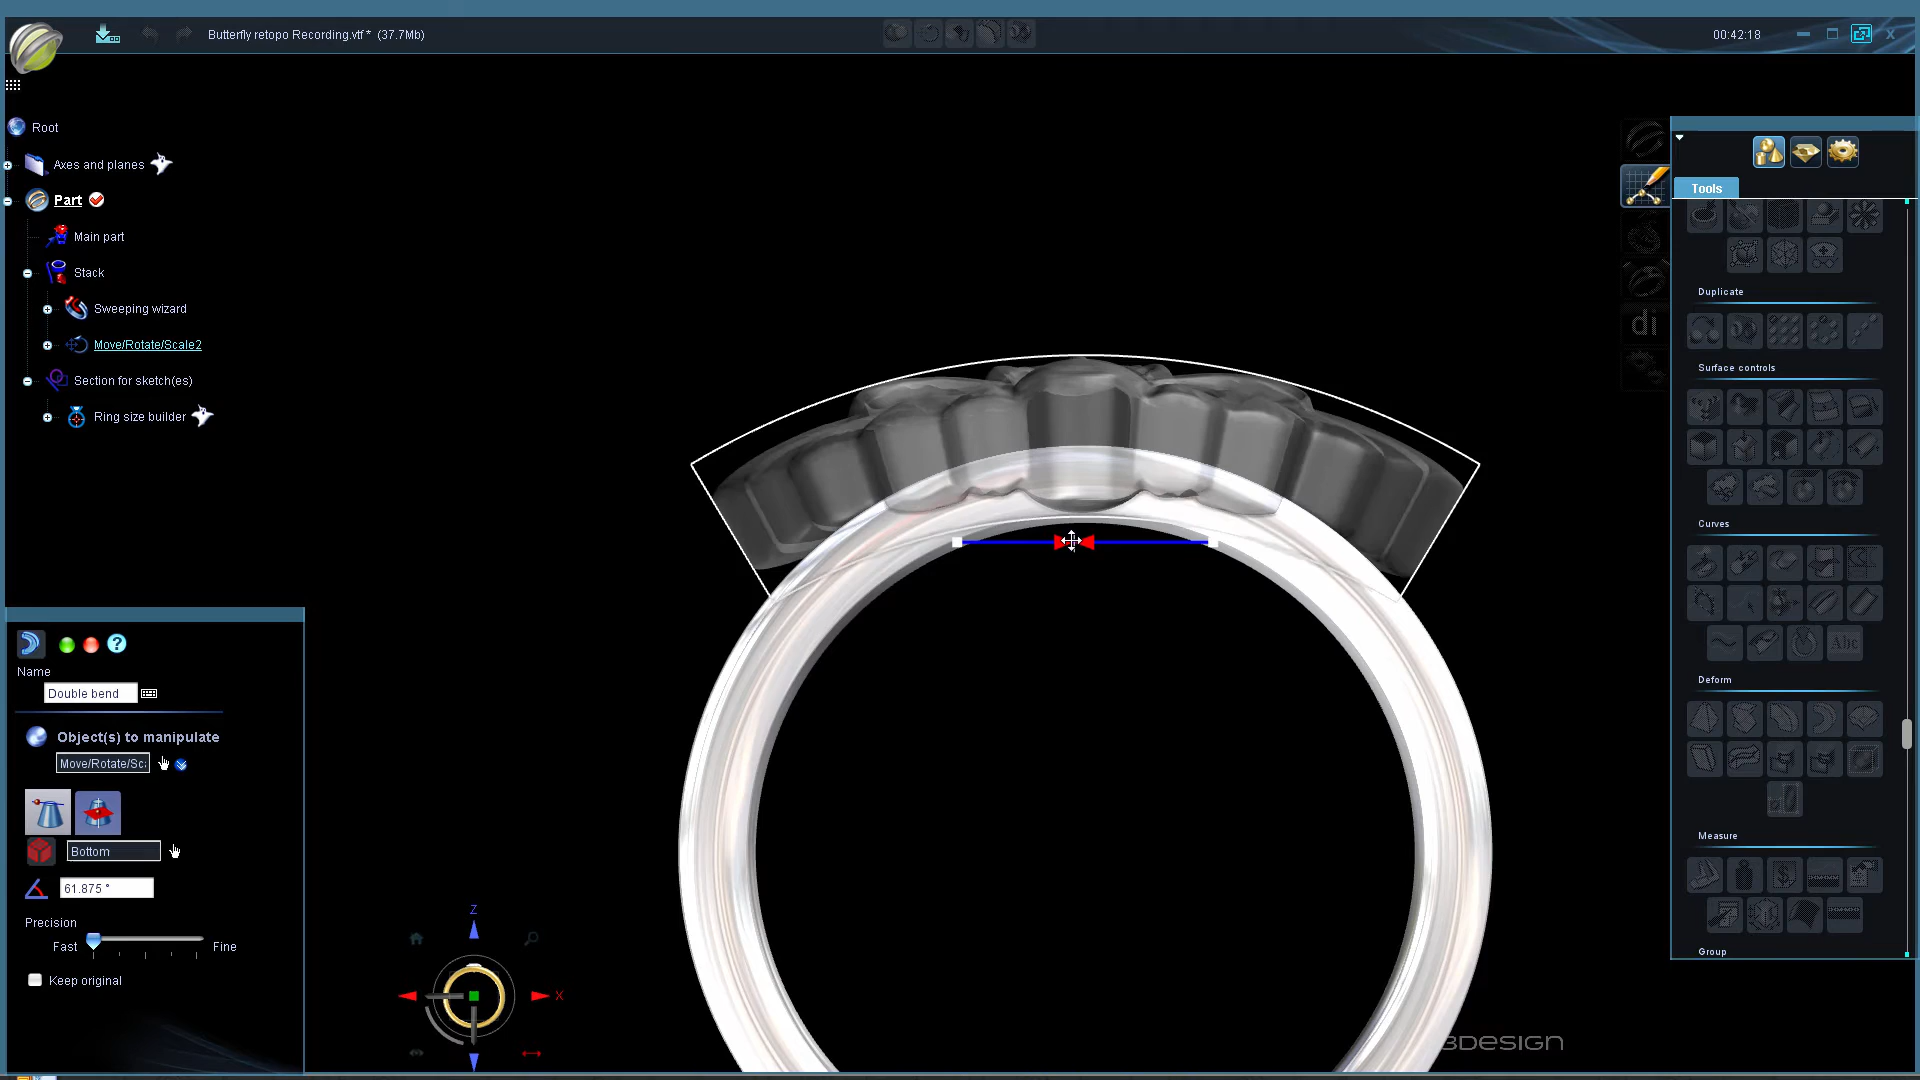 Butterfly retopo Recording.vtf * (37.7Mb)
00:42:18
Root
Axes and planes
Part
Main part
Stack
Sweeping wizard
Move/Rotate/Scale2
Section for sketch(es)
Ring size builder
Name
Double bend
Object(s) to manipulate
Move/Rotate/Sc
Bottom
61.875 °
Precision
Fast
Fine
Keep original
Z
X
Tools
di
Duplicate
Surface controls
Curves
Abc
Deform
Measure
Group
3DESIGN